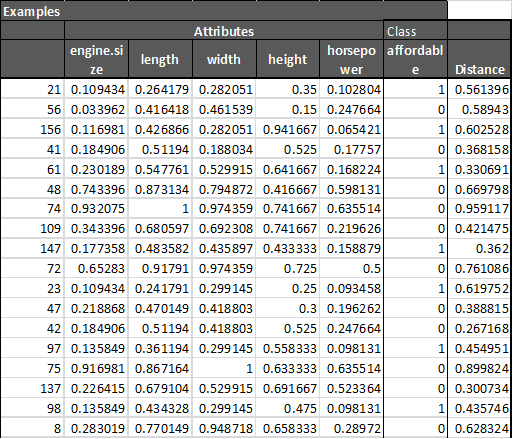 Examples
Attributes Class
engine.si ze length width height horsepo wer affordabl e Distance
21 0.109434 0.264179 0.282051 0.35 0.102804 1 0.561396
56 0.033962 0.416418 0.461539 0.15 0.247664 0 0.58943
156 0.116981 0.426866 0.282051 0.941667 0.065421 1 0.602528
41 0.184906 0.51194 0.188034 0.525 0.17757 0 0.368158
61 0.230189 0.547761 0.529915 0.641667 0.168224 1 0.330691
48 0.743396 0.873134 0.794872 0.416667 0.598131 0 0.669798
74 0.932075 1 0.974359 0.741667 0.635514 0 0.959117
109 0.343396 0.680597 0.692308 0.741667 0.219626 0 0.421475
147 0.177358 0.483582 0.435897 0.433333 0.158879 1 0.362
72 0.65283 0.91791 0.974359 0.725 0.5 0 0.761086
23 0.109434 0.241791 0.299145 0.25 0.093458 1 0.619752
47 0.218868 0.470149 0.418803 0.3 0.196262 0 0.388815
42 0.184906 0.51194 0.418803 0.525 0.247664 0 0.267168
97 0.135849 0.361194 0.299145 0.558333 0.098131 1 0.454951
75 0.916981 0.867164 1 0.633333 0.635514 0 0.899824
137 0.226415 0.679104 0.529915 0.691667 0.523364 0 0.300734
98 0.135849 0.434328 0.299145 0.475 0.098131 1 0.435746
8 0.283019 0.770149 0.948718 0.658333 0.28972 0 0.628324